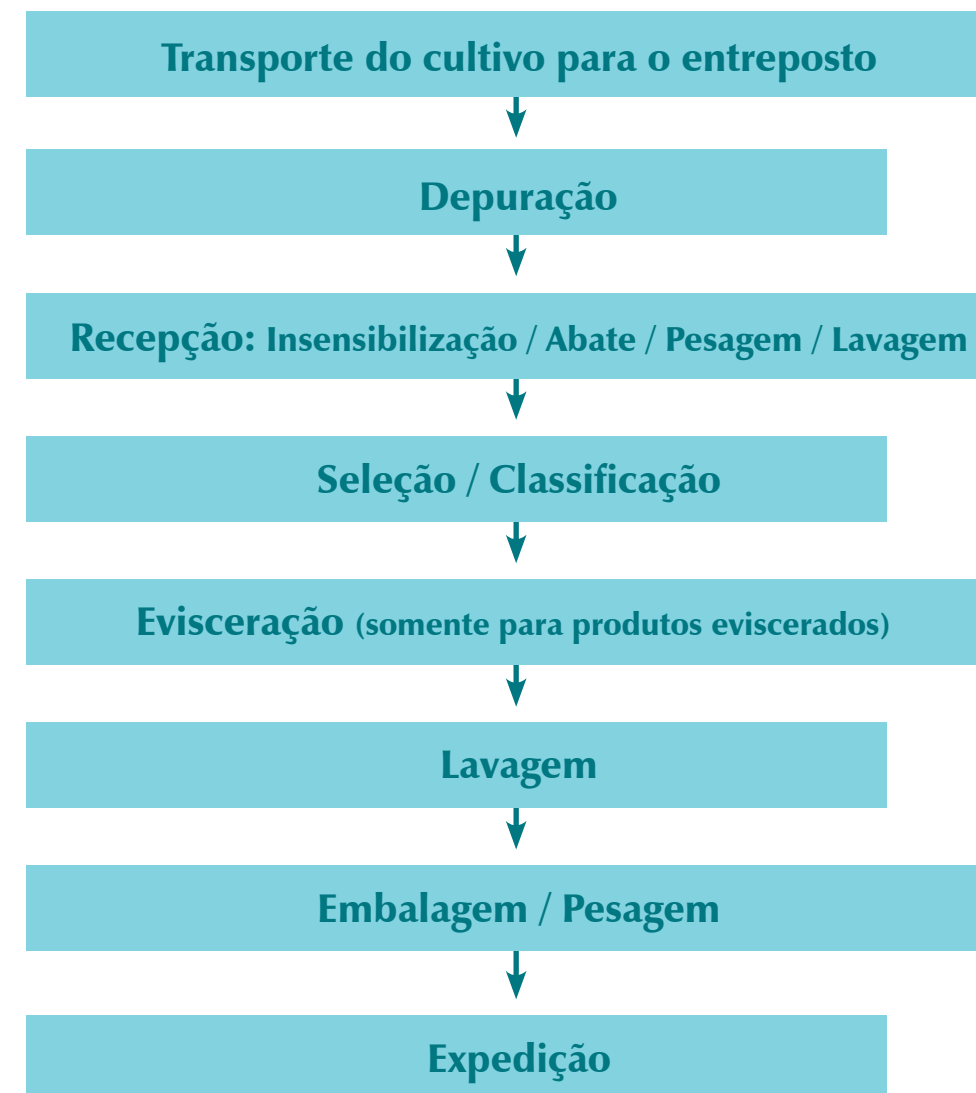 Transporte do cultivo para o entreposto
Depuração
Recepção: Insensibilização / Abate / Pesagem / Lavagem
Seleção / Classificação
Evisceração (somente para produtos eviscerados)
Lavagem
Embalagem / Pesagem
Expedição